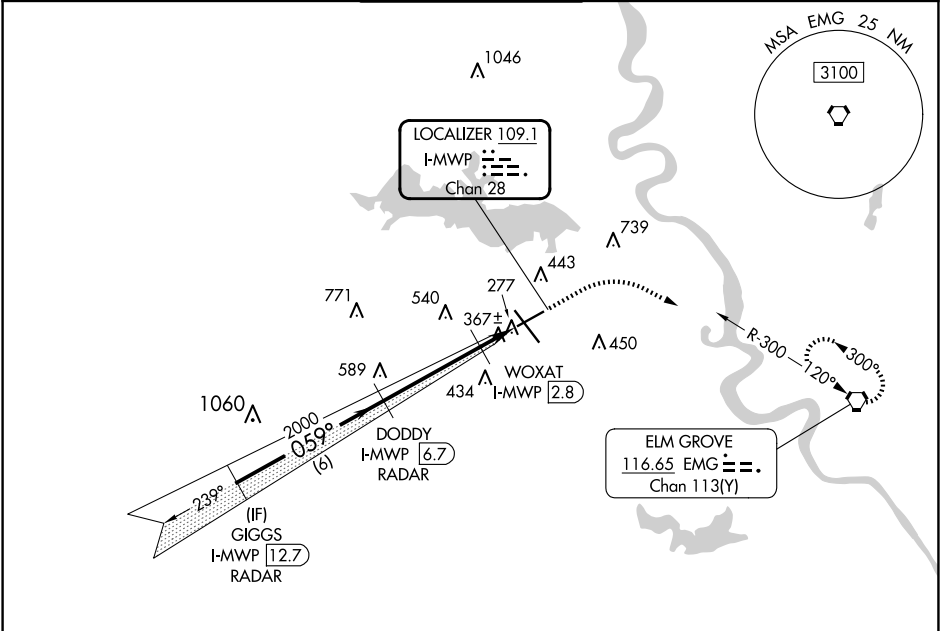 1046
MSA EMG 25 NM
3100
LOCALIZER 109.1
I-MWP
Chan 28
739
443
277
771
540
367±
450
589
434
WOXAT
I-MWP 2.8
R-300
120°
300°
1060
2000
059°
(6)
DODDY
I-MWP 6.7
RADAR
ELM GROVE
116.65 EMG
Chan 113(Y)
239°
(IF)
GIGGS
I-MWP 12.7
RADAR